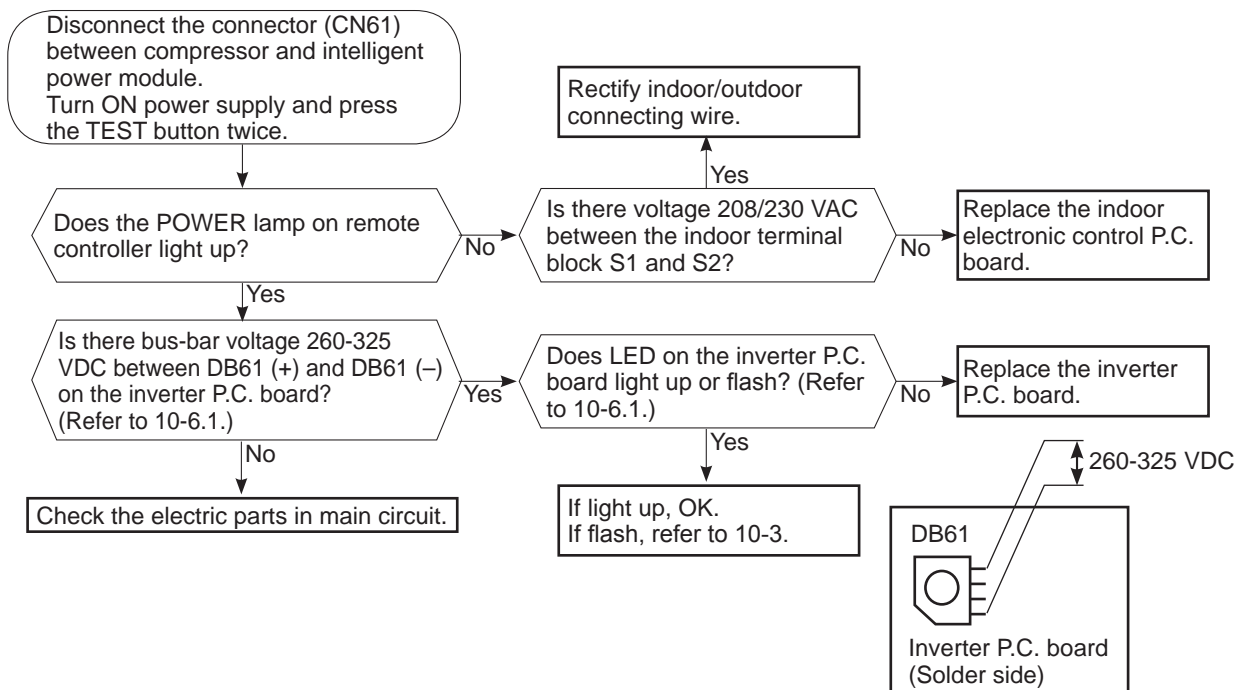 Disconnect the connector (CN61)
between compressor and intelligent
power module.
Turn ON power supply and press
the TEST button twice.
Rectify indoor/outdoor
connecting wire.
Yes
Does the POWER lamp on remote
controller light up?
No
Is there voltage 208/230 VAC
between the indoor terminal
block S1 and S2?
No
Replace the indoor
electronic control P.C.
board.
Yes
Is there bus-bar voltage 260-325
VDC between DB61 (+) and DB61 (–)
on the inverter P.C. board?
(Refer to 10-6.1.)
Yes
Does LED on the inverter P.C.
board light up or flash? (Refer
to 10-6.1.)
No
Replace the inverter
P.C. board.
No
Yes
Check the electric parts in main circuit.
If light up, OK.
If flash, refer to 10-3.
260-325 VDC
DB61
Inverter P.C. board
(Solder side)